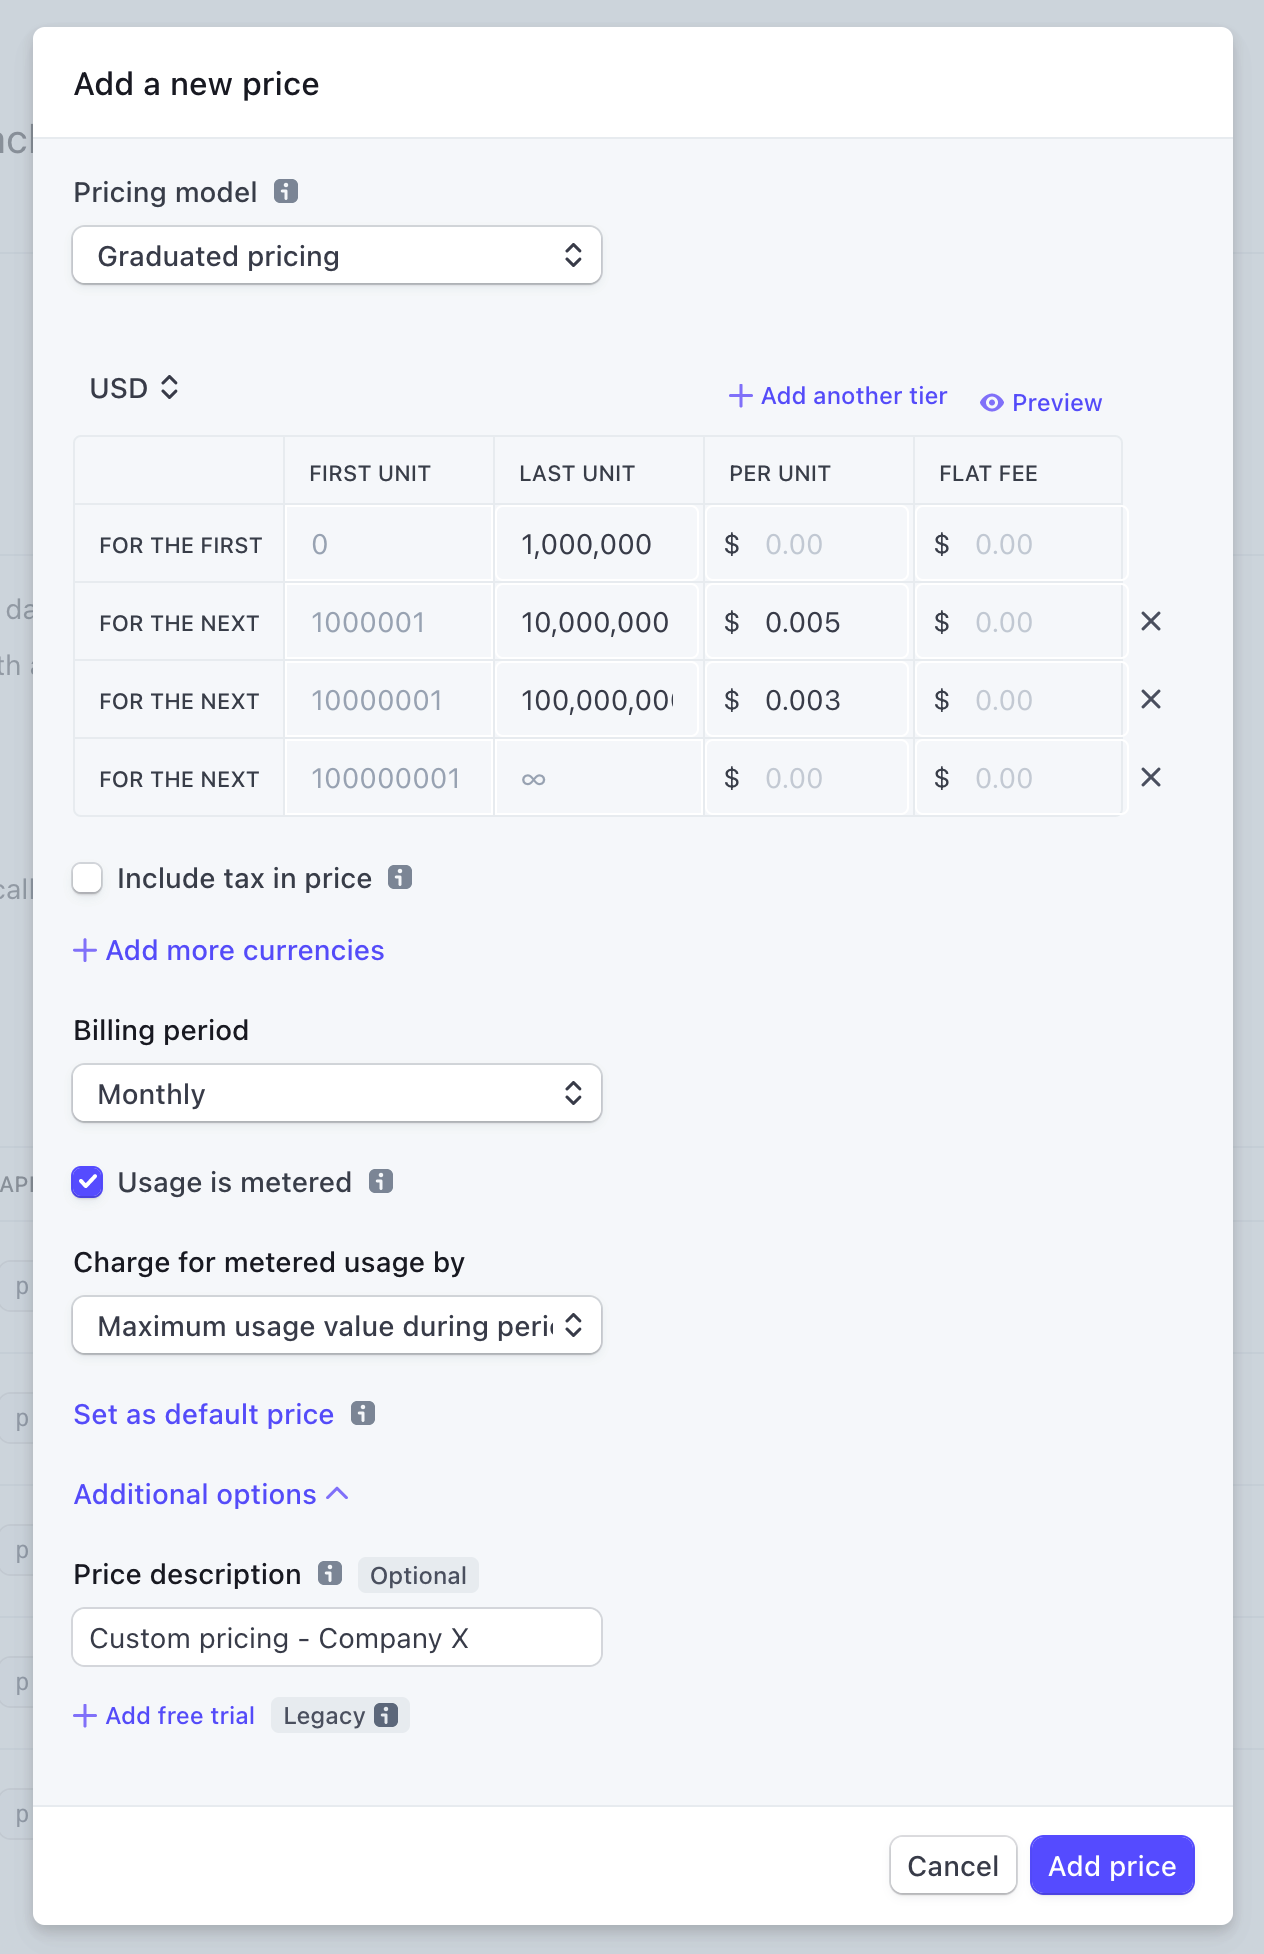 Add a new price
Pricing model
Graduated pricing
USD
Add another tier
Preview
FIRST UNIT LAST UNIT PER UNIT FLAT FEE
FOR THE FIRST 0 1,000,000 $ 0.00 $ 0.00
FOR THE NEXT 1000001 10,000,000 $ 0.005 $ 0.00
FOR THE NEXT 10000001 100,000,00 $ 0.003 $ 0.00
FOR THE NEXT 100000001 ∞ $ 0.00 $ 0.00
Include tax in price
Add more currencies
Billing period
Monthly
Usage is metered
Charge for metered usage by
Maximum usage value during peri
Set as default price
Additional options
Price description Optional
Custom pricing - Company X
Add free trial Legacy
Cancel Add price